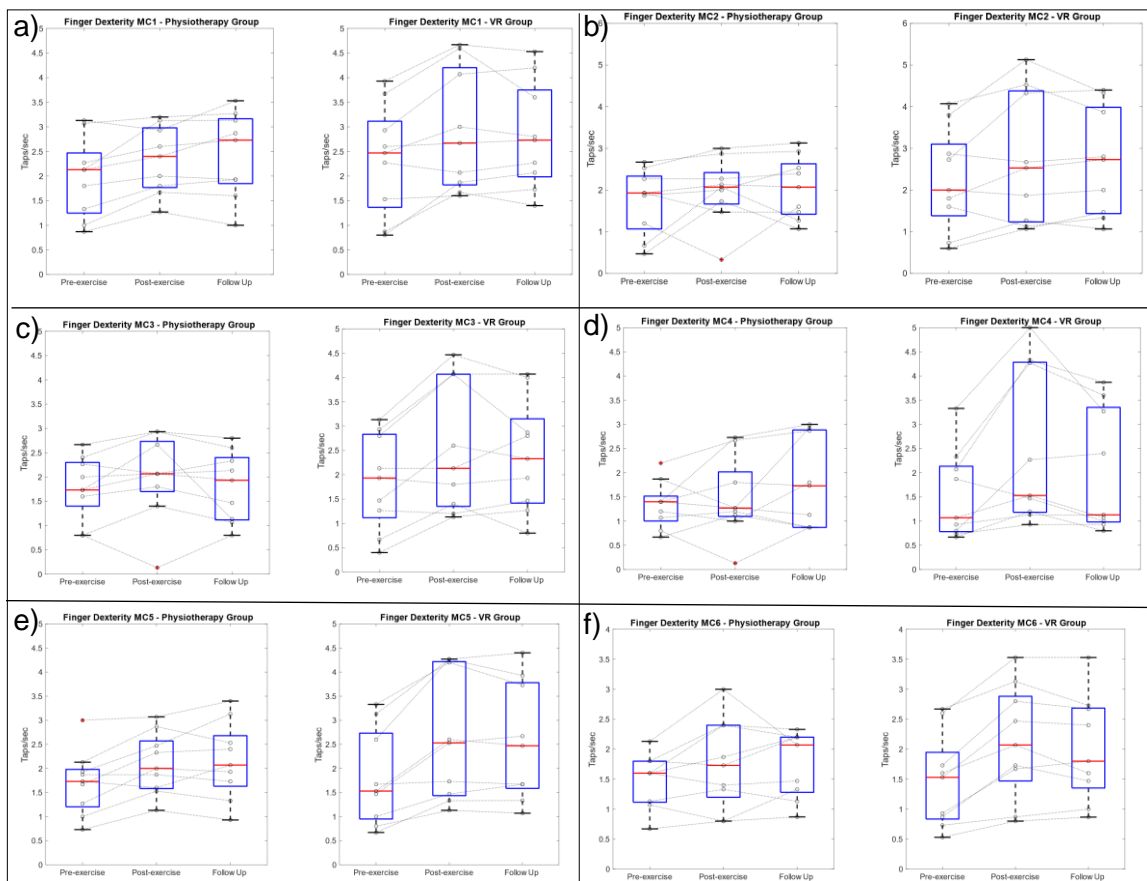 a)
Finger Dexterity MC1 - Physiotherapy Group
Taps/sec
5
4.5
4
3.5
3
2.5
2
1.5
1
0.5
0
Pre-exercise Post-exercise Follow Up
Finger Dexterity MC1 - VR Group
Taps/sec
5
4.5
4
3.5
3
2.5
2
1.5
1
0.5
0
Pre-exercise Post-exercise Follow Up
b)
Finger Dexterity MC2 - Physiotherapy Group
Taps/sec
6
5
4
3
2
1
0
Pre-exercise Post-exercise Follow Up
Finger Dexterity MC2 - VR Group
Taps/sec
6
5
4
3
2
1
0
Pre-exercise Post-exercise Follow Up
c)
Finger Dexterity MC3 - Physiotherapy Group
Taps/sec
5
4.5
4
3.5
3
2.5
2
1.5
1
0.5
0
Pre-exercise Post-exercise Follow Up
Finger Dexterity MC3 - VR Group
Taps/sec
5
4.5
4
3.5
3
2.5
2
1.5
1
0.5
0
Pre-exercise Post-exercise Follow Up
d)
Finger Dexterity MC4 - Physiotherapy Group
Taps/sec
5
4.5
4
3.5
3
2.5
2
1.5
1
0.5
0
Pre-exercise Post-exercise Follow Up
Finger Dexterity MC4 - VR Group
Taps/sec
5
4.5
4
3.5
3
2.5
2
1.5
1
0.5
0
Pre-exercise Post-exercise Follow Up
e)
Finger Dexterity MC5 - Physiotherapy Group
Taps/sec
5
4.5
4
3.5
3
2.5
2
1.5
1
0.5
0
Pre-exercise Post-exercise Follow Up
Finger Dexterity MC5 - VR Group
Taps/sec
5
4.5
4
3.5
3
2.5
2
1.5
1
0.5
0
Pre-exercise Post-exercise Follow Up
f)
Finger Dexterity MC6 - Physiotherapy Group
Taps/sec
4
3.5
3
2.5
2
1.5
1
0.5
0
Pre-exercise Post-exercise Follow Up
Finger Dexterity MC6 - VR Group
Taps/sec
4
3.5
3
2.5
2
1.5
1
0.5
0
Pre-exercise Post-exercise Follow Up